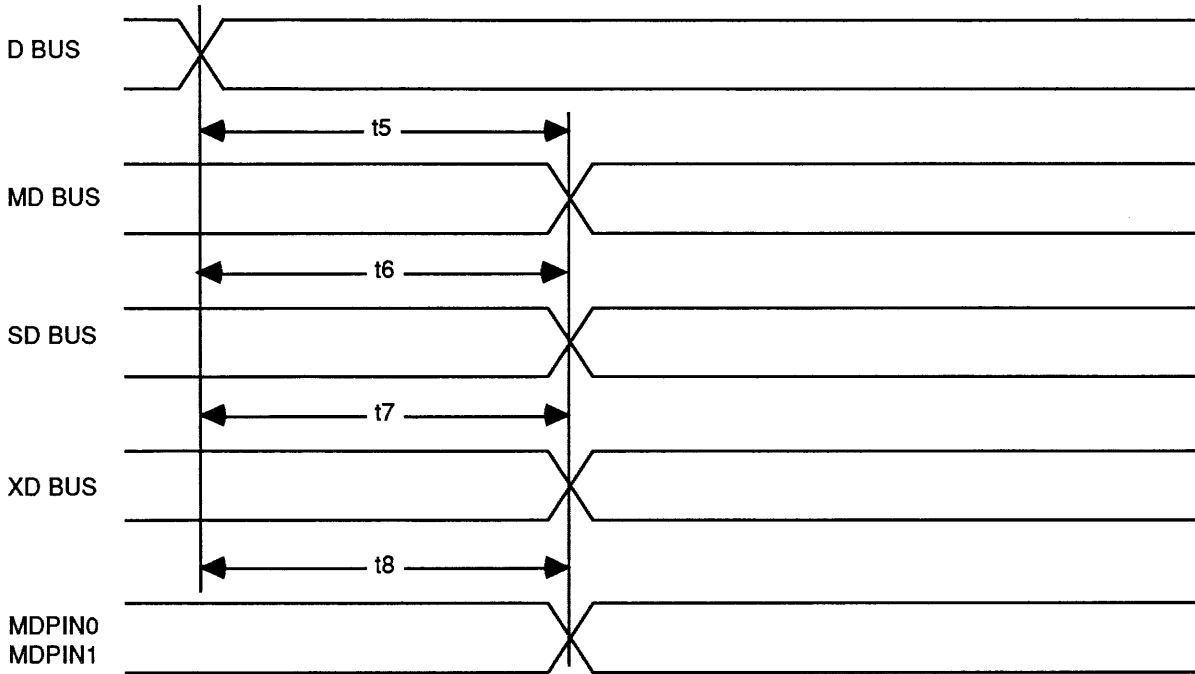 D BUS
t5
MD BUS
t6
SD BUS
t7
XD BUS
t8
MDPIN0
MDPIN1